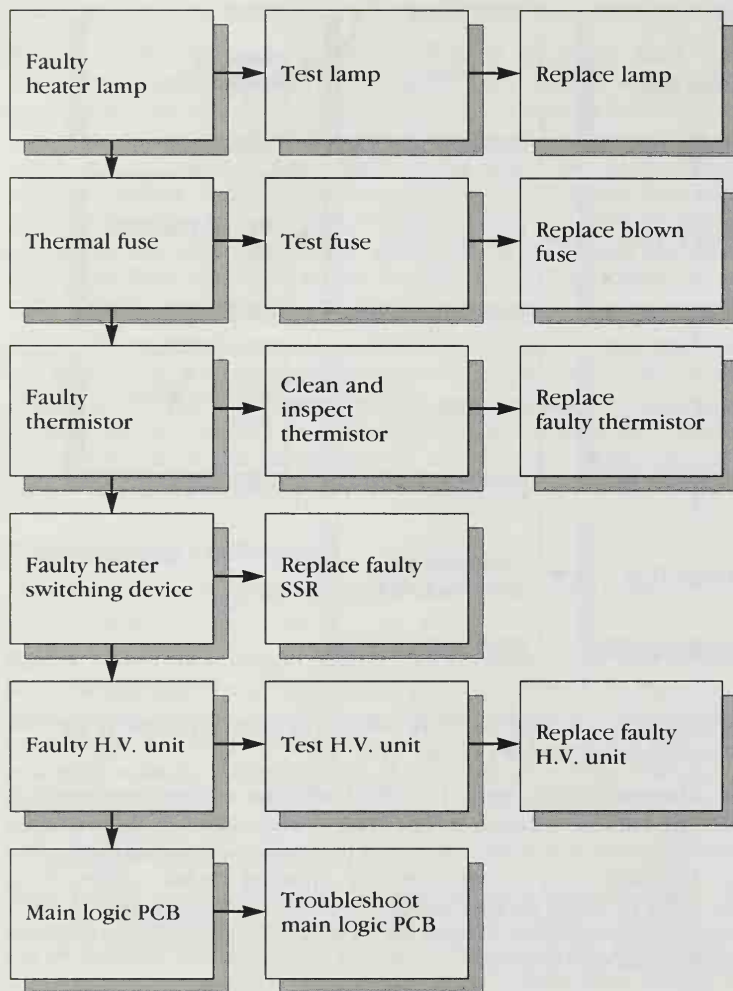 Faulty
heater lamp
Test lamp
Replace lamp
Thermal fuse
Test fuse
Replace blown
fuse
Faulty
thermistor
Clean and
inspect
thermistor
Replace
faulty thermistor
Faulty heater
switching device
Replace faulty
SSR
Faulty H.V. unit
Test H.V. unit
Replace faulty
H.V. unit
Main logic PCB
Troubleshoot
main logic PCB